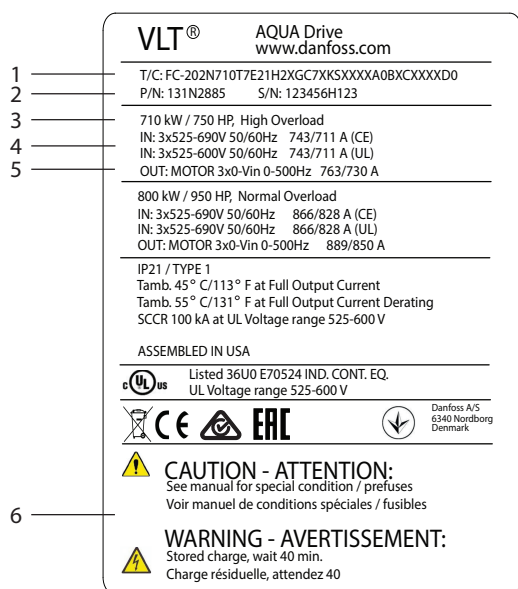 VLT® AQUA Drive
www.danfoss.com
1 T/C: FC-202N710T7E21H2XGC7XKSXXXXA0BXCXXXXD0
2 P/N: 131N2885 S/N: 123456H123
3 710 kW / 750 HP, High Overload
4 IN: 3x525-690V 50/60Hz 743/711 A (CE)
IN: 3x525-600V 50/60Hz 743/711 A (UL)
5 OUT: MOTOR 3x0-Vin 0-500Hz 763/730 A
800 kW / 950 HP, Normal Overload
IN: 3x525-690V 50/60Hz 866/828 A (CE)
IN: 3x525-690V 50/60Hz 866/828 A (UL)
OUT: MOTOR 3x0-Vin 0-500Hz 889/850 A
IP21 / TYPE 1
Tamb. 45° C/113° F at Full Output Current
Tamb. 55° C/131° F at Full Output Current Derating
SCCR 100 kA at UL Voltage range 525-600 V
ASSEMBLED IN USA
c UL us Listed 36U0 E70524 IND. CONT. EQ.
UL Voltage range 525-600 V
CE EAC
Danfoss A/S
6340 Nordborg
Denmark
CAUTION - ATTENTION:
See manual for special condition / prefuses
Voir manuel de conditions spéciales / fusibles
6
WARNING - AVERTISSEMENT:
Stored charge, wait 40 min.
Charge résiduelle, attendez 40